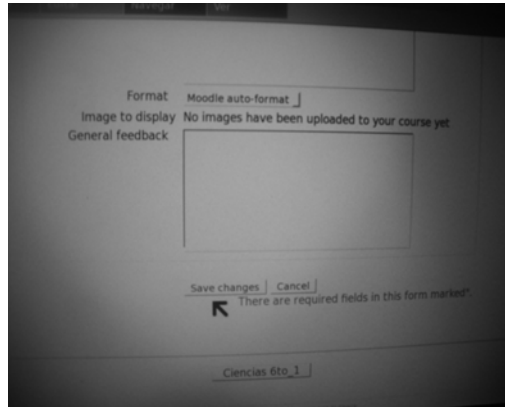 Navegar Ver
Format Moodle auto-format
Image to display No images have been uploaded to your course yet
General feedback
Save changes Cancel
There are required fields in this form marked*.
Ciencias 6to_1